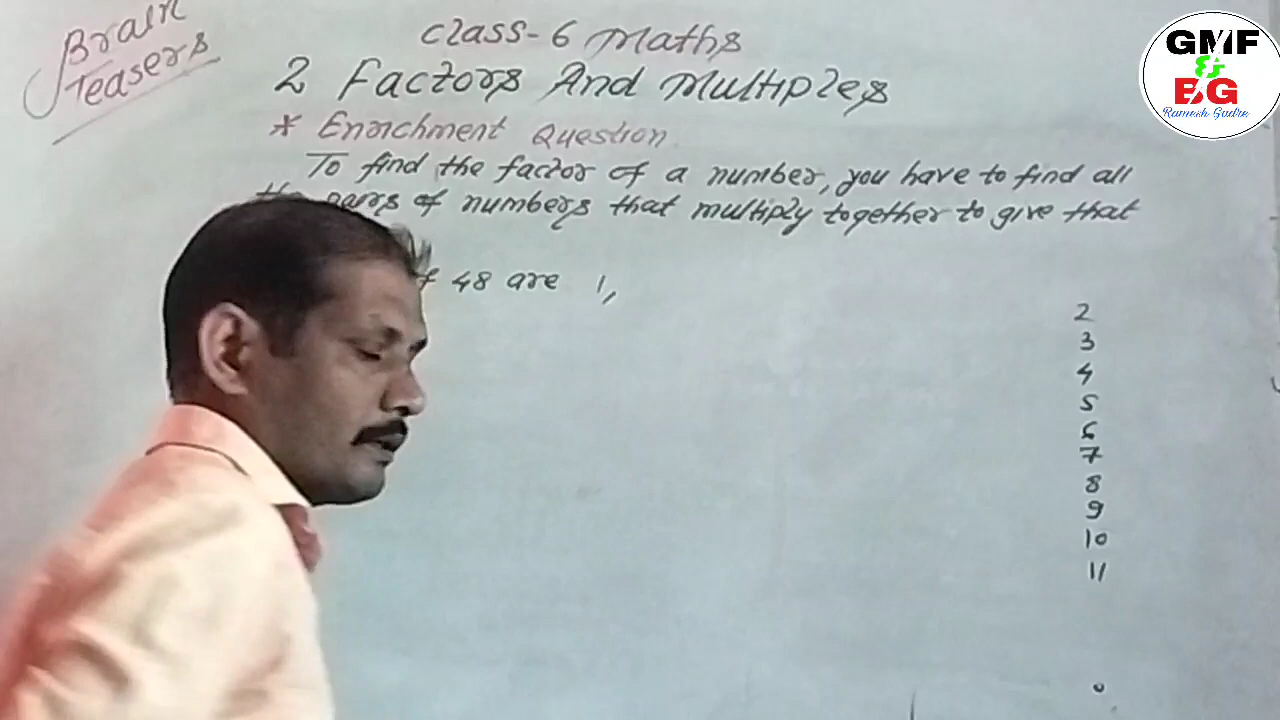 Brain
Teasers
Class-6 Maths
2 Factors And Multiples
* Enrichment Question
To find the factor of a number, you have to find all
the pairs of numbers that multiply together to give that
48 are 1,
2
3
4
5
6
7
8
9
10
11
GMF
&
BG
Ramesh Gadre